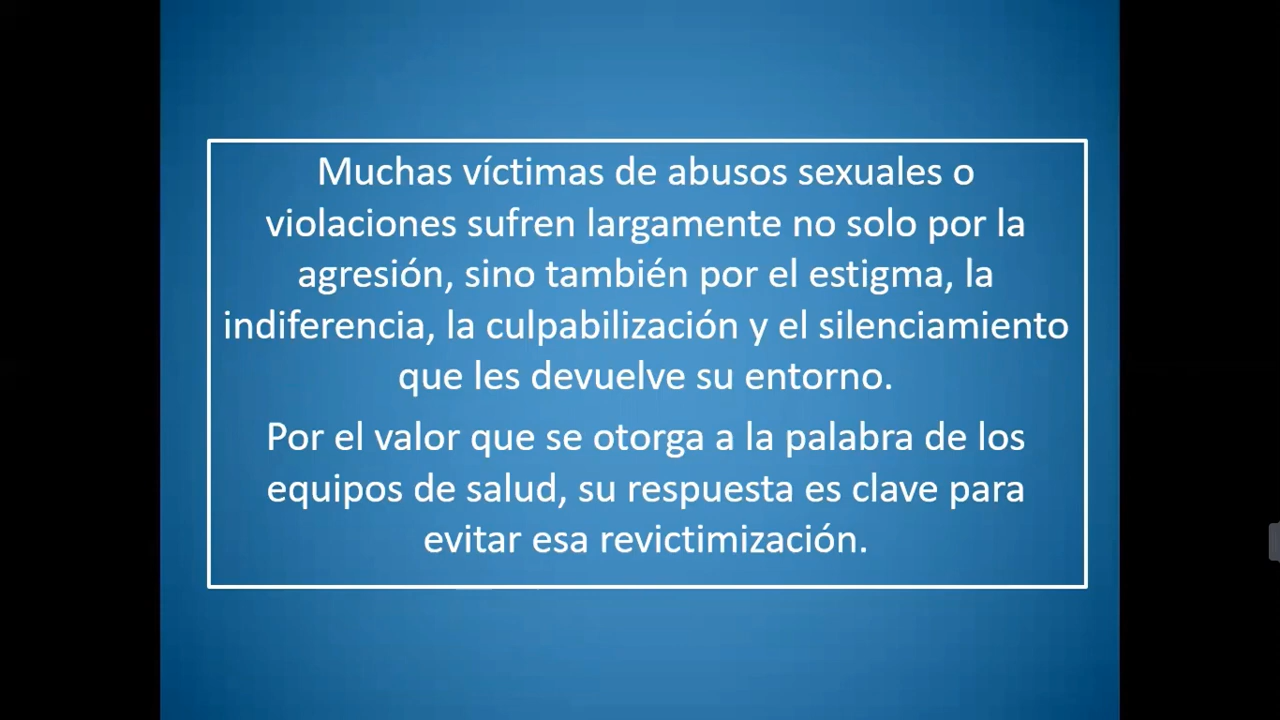 Muchas víctimas de abusos sexuales o
violaciones sufren largamente no solo por la
agresión, sino también por el estigma, la
indiferencia, la culpabilización y el silenciamiento
que les devuelve su entorno.
Por el valor que se otorga a la palabra de los
equipos de salud, su respuesta es clave para
evitar esa revictimización.